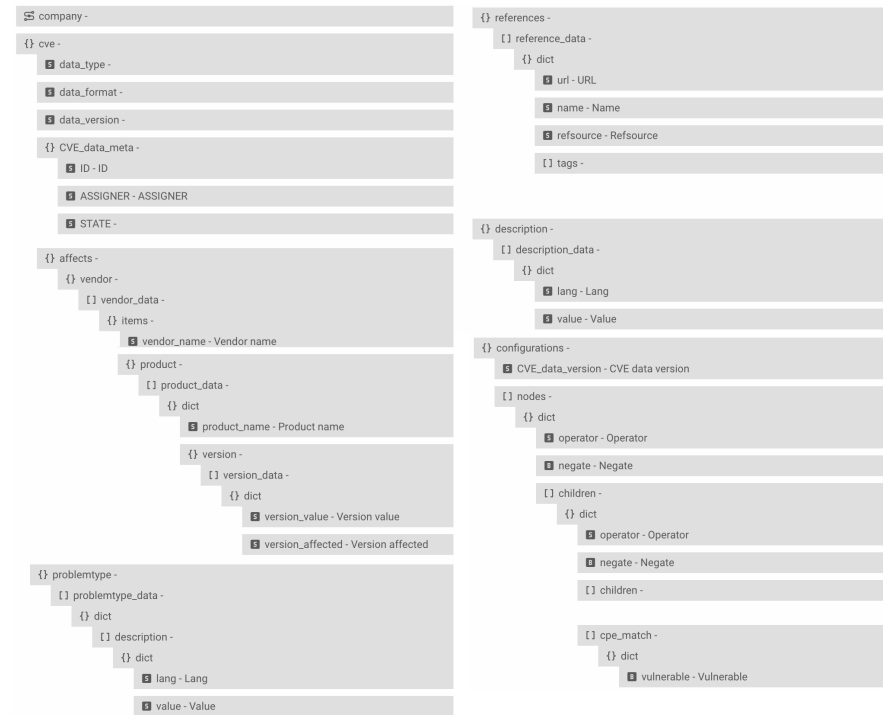 company -
{} cve -
S data_type -
S data_format -
S data_version -
{} CVE_data_meta -
S ID - ID
S ASSIGNER - ASSIGNER
S STATE -
{} affects -
{} vendor -
[ ] vendor_data -
{} items -
S vendor_name - Vendor name
{} product -
[ ] product_data -
{} dict
S product_name - Product name
{} version -
[ ] version_data -
{} dict
S version_value - Version value
S version_affected - Version affected
{} problemtype -
[ ] problemtype_data -
{} dict
[ ] description -
{} dict
S lang - Lang
S value - Value
{} references -
[ ] reference_data -
{} dict
S url - URL
S name - Name
S refsource - Refsource
[ ] tags -
{} description -
[ ] description_data -
{} dict
S lang - Lang
S value - Value
{} configurations -
S CVE_data_version - CVE data version
[ ] nodes -
{} dict
S operator - Operator
B negate - Negate
[ ] children -
{} dict
S operator - Operator
B negate - Negate
[ ] children -
[ ] cpe_match -
{} dict
B vulnerable - Vulnerable